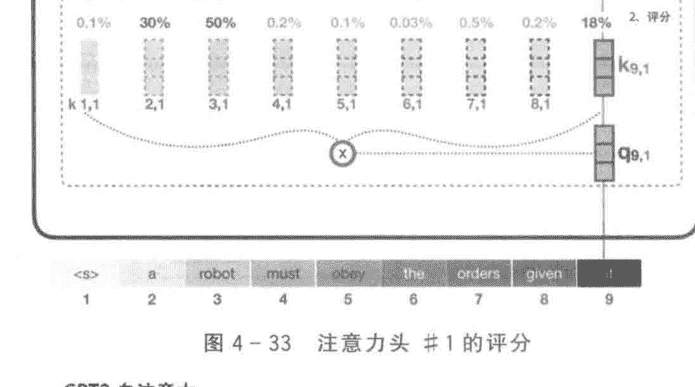 0.1% 30% 50% 0.2% 0.1% 0.03% 0.5% 0.2% 18% 2、评分
k9,1
k 1,1 2,1 3,1 4,1 5,1 6,1 7,1 8,1
X
q9,1
<s> a robot must obey the orders given it
1 2 3 4 5 6 7 8 9
图 4-33 注意力头 #1的评分